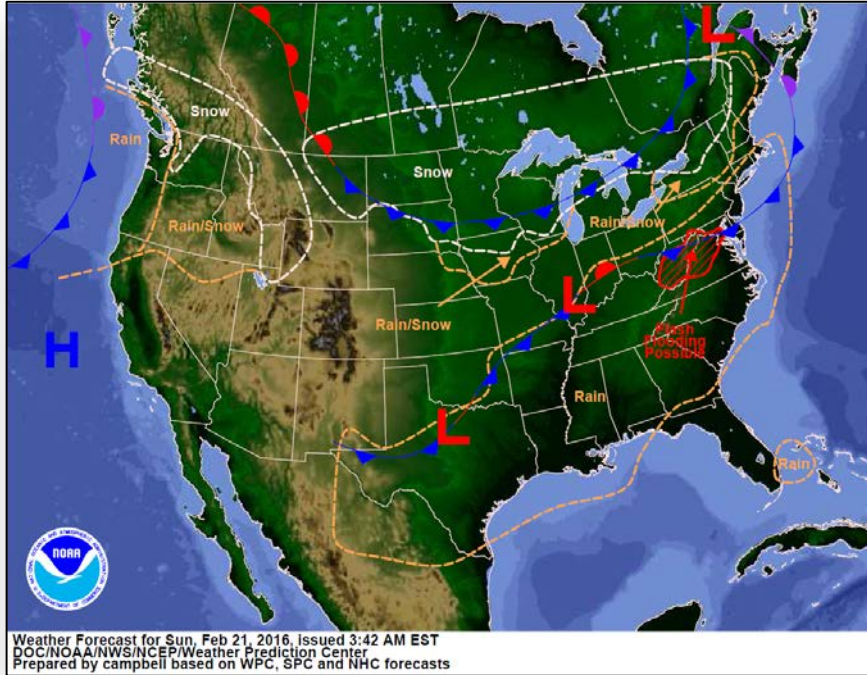 L
Snow
Rain
Snow
Rain/Snow
Rain/Snow
L
H
Rain/Snow
Flash
Flooding
Possible
Rain
L
Rain
NOAA
Weather Forecast for Sun, Feb 21, 2016, issued 3:42 AM EST
DOC/NOAA/NWS/NCEP/Weather Prediction Center
Prepared by campbell based on WPC, SPC and NHC forecasts